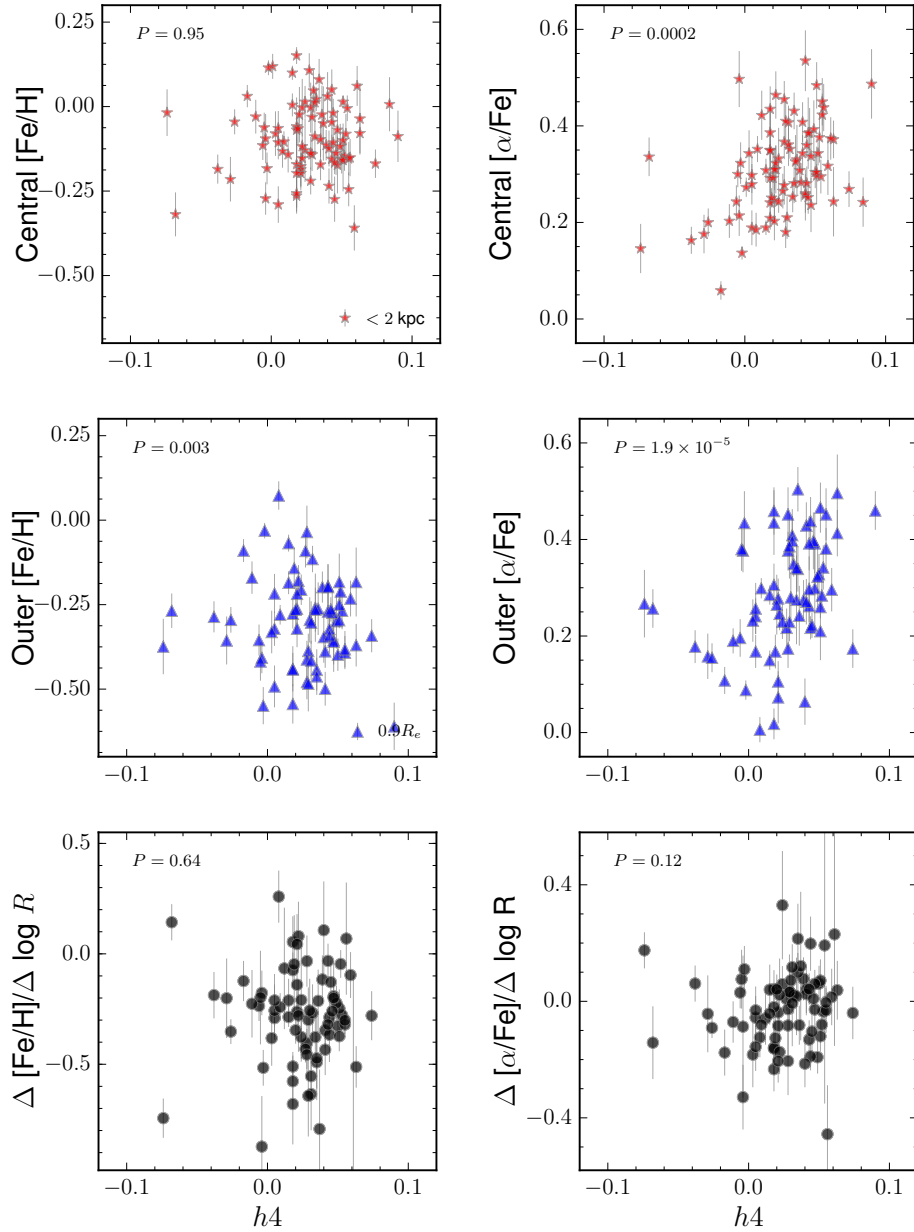 P = 0.95
Central [Fe/H]
0.25
0.00
−0.25
−0.50
< 2 kpc
−0.1
0.0
0.1
P = 0.0002
Central [α/Fe]
0.6
0.4
0.2
0.0
−0.1
0.0
0.1
P = 0.003
Outer [Fe/H]
0.25
0.00
−0.25
−0.50
0.9R_e
−0.1
0.0
0.1
P = 1.9 × 10⁻⁵
Outer [α/Fe]
0.6
0.4
0.2
0.0
−0.1
0.0
0.1
P = 0.64
Δ [Fe/H]/Δ log R
0.5
0.0
−0.5
−0.1
0.0
0.1
h4
P = 0.12
Δ [α/Fe]/Δ log R
0.4
0.0
−0.4
−0.1
0.0
0.1
h4